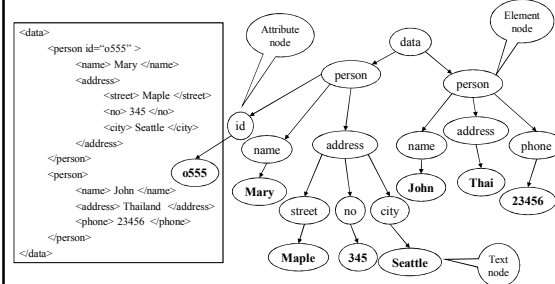 <data>
<person id=“o555” >
<name> Mary </name>
<address>
<street> Maple </street>
<no> 345 </no>
<city> Seattle </city>
</address>
</person>
<person>
<name> John </name>
<address> Thailand </address>
<phone> 23456 </phone>
</person>
</data>
Attribute
node
data
Element
node
person
person
id
name
address
name
address
phone
o555
Mary
John
Thai
23456
street
no
city
Maple
345
Seattle
Text
node